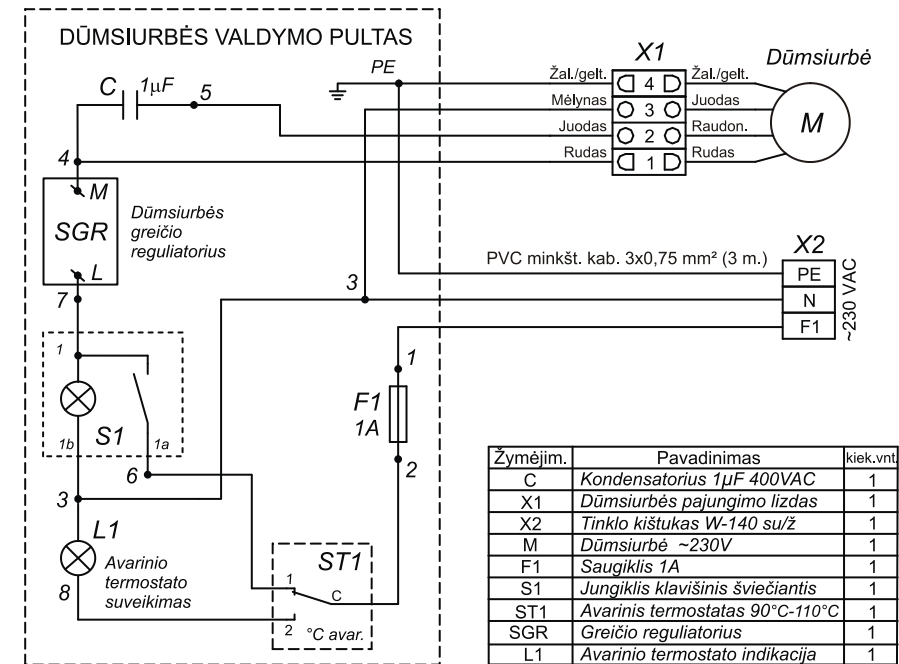 DŪMSIURBĖS VALDYMO PULTAS
X1
Dūmsiurbė
PE
Žal./gelt.
4
Žal./gelt.
C
1µF
5
Mėlynas
3
Juodas
M
Juodas
2
Raudon.
Rudas
1
Rudas
4
M
SGR
Dūmsiurbės
greičio
reguliatorius
L
7
X2
PVC minkšt. kab. 3x0,75 mm² (3 m.)
PE
N
F1
~230 VAC
3
1
S1
1b
1a
6
1
F1
1A
2
3
L1
Avarinio
termostato
suveikimas
8
ST1
1
C
2
°C avar.
Žymėjim. Pavadinimas kiek.vnt
C Kondensatorius 1µF 400VAC 1
X1 Dūmsiurbės pajungimo lizdas 1
X2 Tinklo kištukas W-140 su/ž 1
M Dūmsiurbė ~230V 1
F1 Saugiklis 1A 1
S1 Jungiklis klavišinis šviečiantis 1
ST1 Avarinis termostatas 90°C-110°C 1
SGR Greičio reguliatorius 1
L1 Avarinio termostato indikacija 1